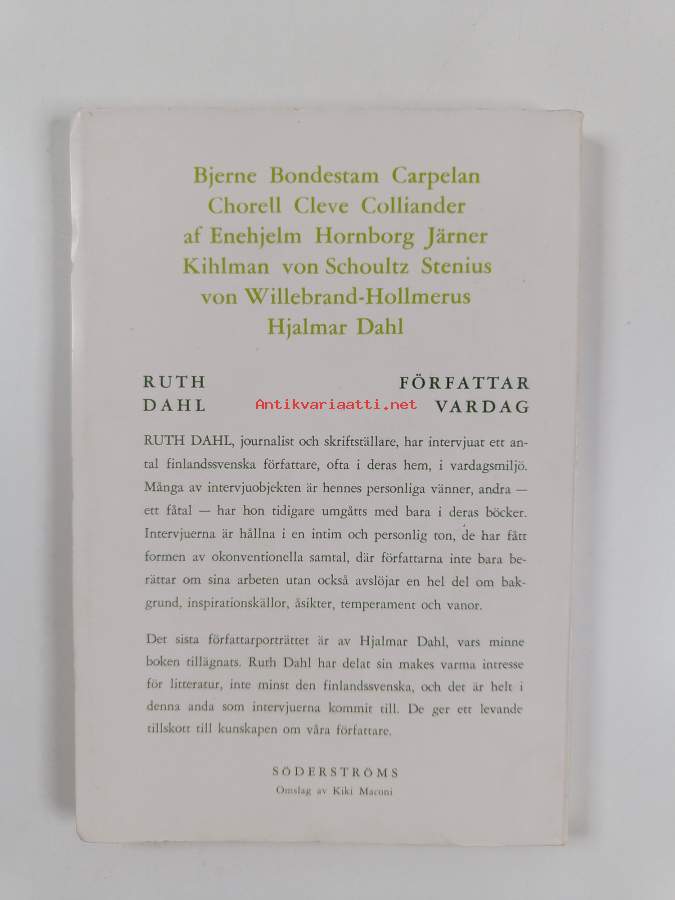 Bjerne Bondestam Carpelan
Chorell Cleve Colliander
af Enehjelm Hornborg Järner
Kihlman von Schoultz Stenius
von Willebrand-Hollmerus
Hjalmar Dahl
RUTH FÖRFATTAR
DAHL Antikvariaatti.net VARDAG
RUTH DAHL, journalist och skriftställare, har intervjuat ett an-
tal finlandssvenska författare, ofta i deras hem, i vardagsmiljö.
Många av intervjuobjekten är hennes personliga vänner, andra —
ett fåtal — har hon tidigare umgåtts med bara i deras böcker.
Intervjuerna är hållna i en intim och personlig ton, de har fått
formen av okonventionella samtal, där författarna inte bara be-
rättar om sina arbeten utan också avslöjar en hel del om bak-
grund, inspirationskällor, åsikter, temperament och vanor.
Det sista författarporträttet är av Hjalmar Dahl, vars minne
boken tillägnats. Ruth Dahl har delat sin makes varma intresse
för litteratur, inte minst den finlandssvenska, och det är helt i
denna anda som intervjuerna kommit till. De ger ett levande
tillskott till kunskapen om våra författare.
SÖDERSTRÖMS
Omslag av Kiki Maconi